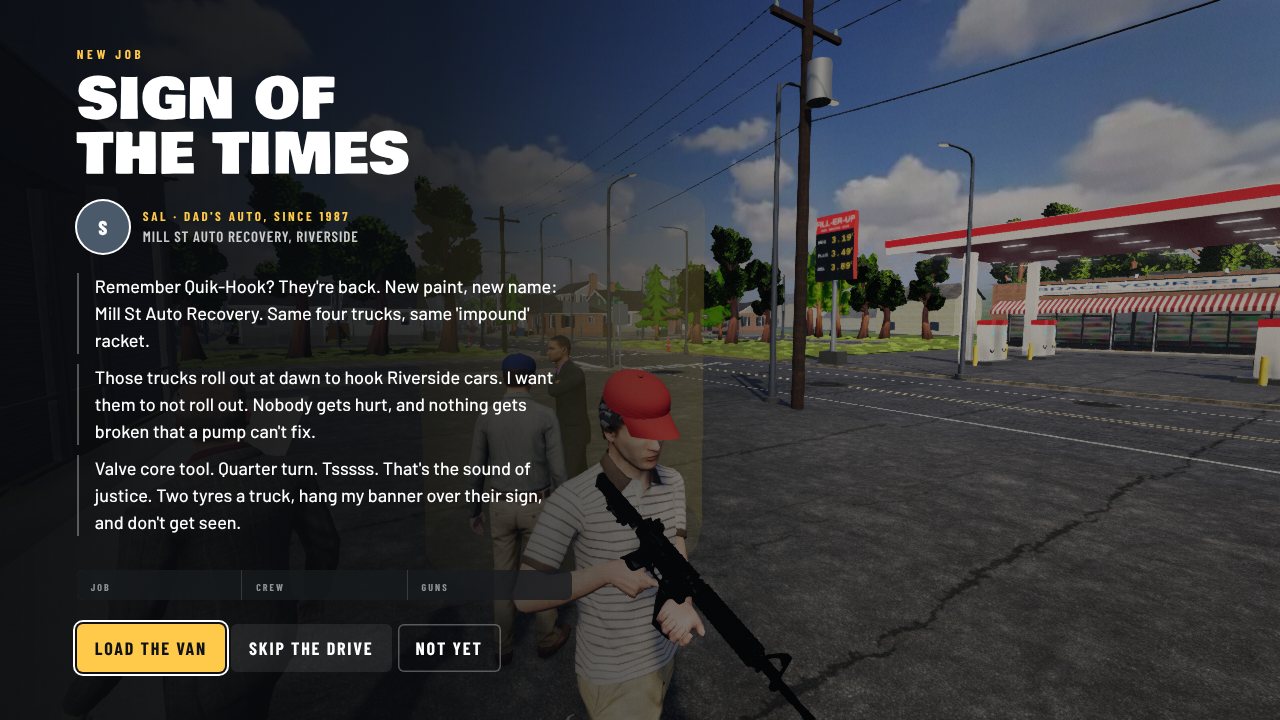 NEW JOB
SIGN OF
THE TIMES
S
SAL · DAD'S AUTO, SINCE 1987
MILL ST AUTO RECOVERY, RIVERSIDE
Remember Quik-Hook? They're back. New paint, new name:
Mill St Auto Recovery. Same four trucks, same 'impound'
racket.
Those trucks roll out at dawn to hook Riverside cars. I want
them to not roll out. Nobody gets hurt, and nothing gets
broken that a pump can't fix.
Valve core tool. Quarter turn. Tsssss. That's the sound of
justice. Two tyres a truck, hang my banner over their sign,
and don't get seen.
JOB
CREW
GUNS
LOAD THE VAN
SKIP THE DRIVE
NOT YET
3.19
3.49
3.89
YOURSELF